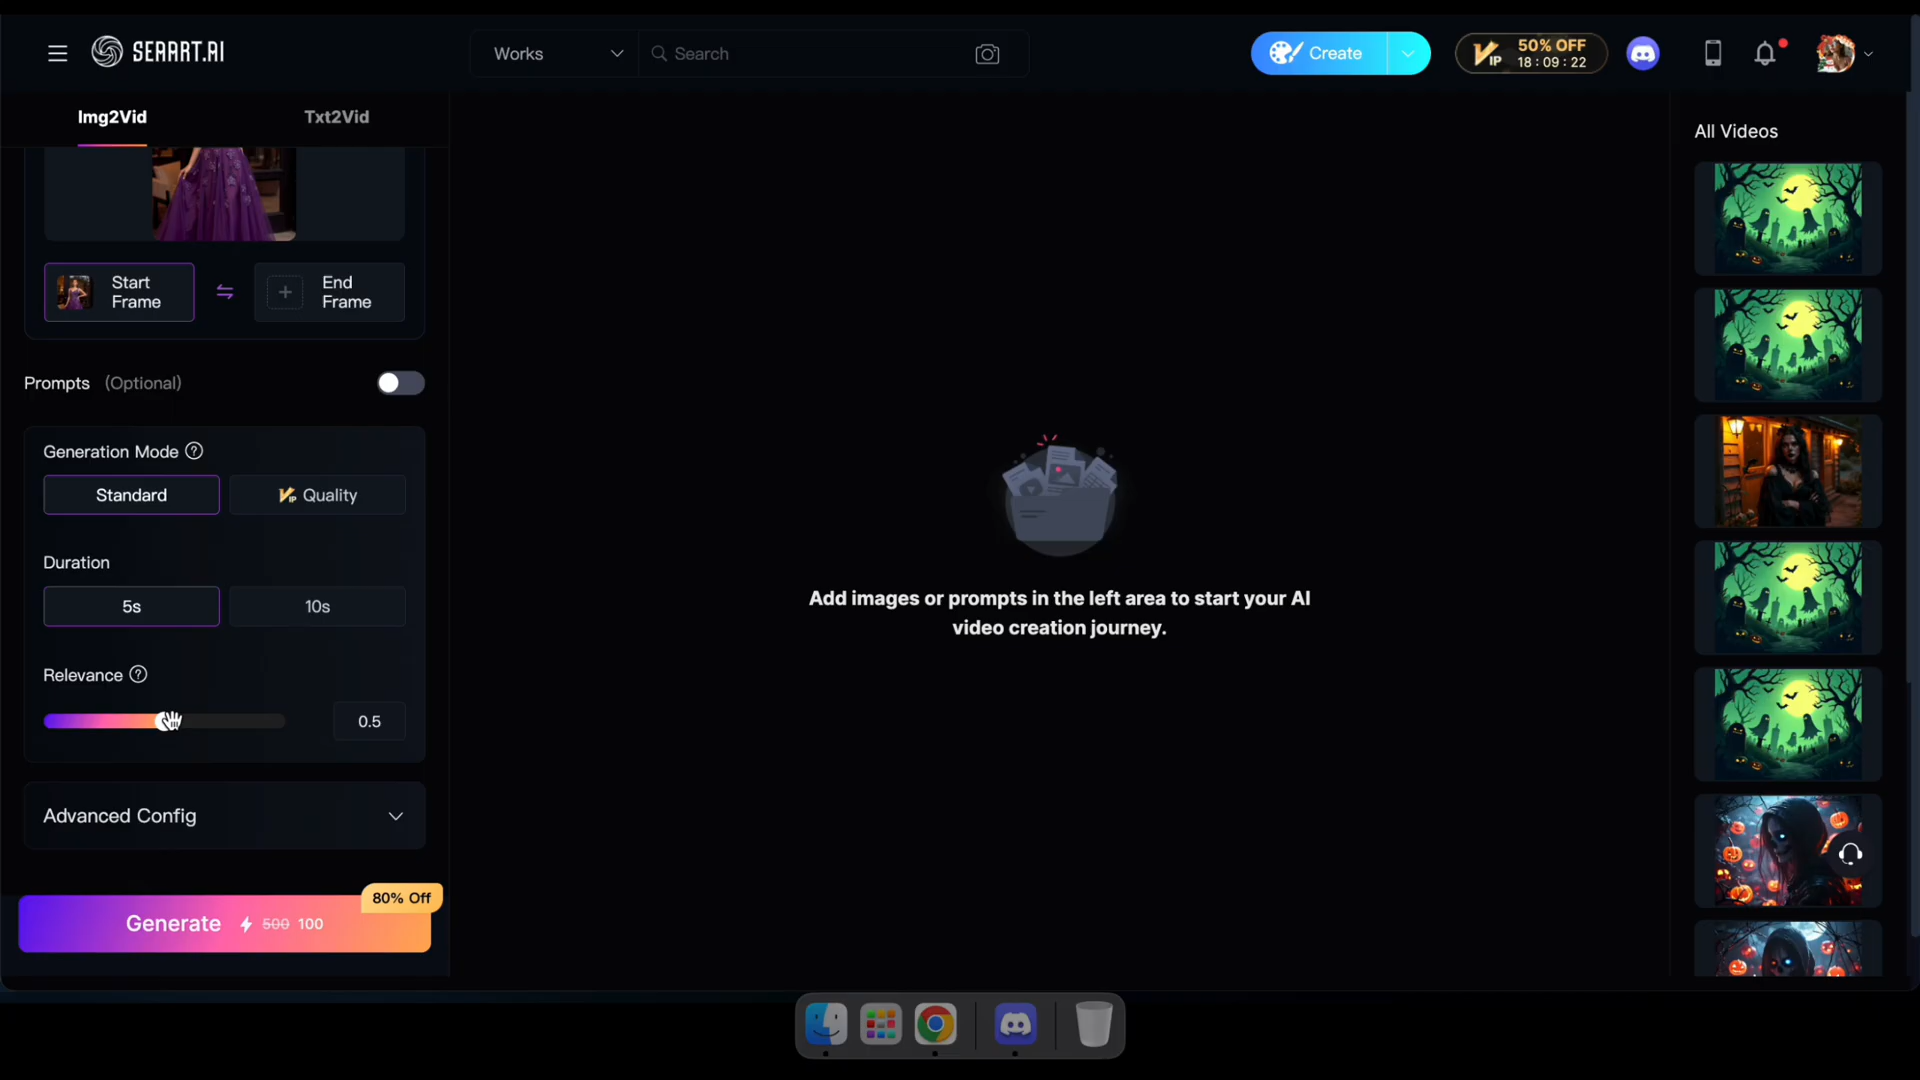 SEAART.AI
Works
Search
Create
VIP
50% OFF
18 : 09 : 22
Img2Vid
Txt2Vid
All Videos
Start
Frame
End
Frame
Prompts (Optional)
Generation Mode ?
Standard
VIP Quality
Duration
5s
10s
Relevance ?
0.5
Advanced Config
80% Off
Generate 500 100
Add images or prompts in the left area to start your AI
video creation journey.